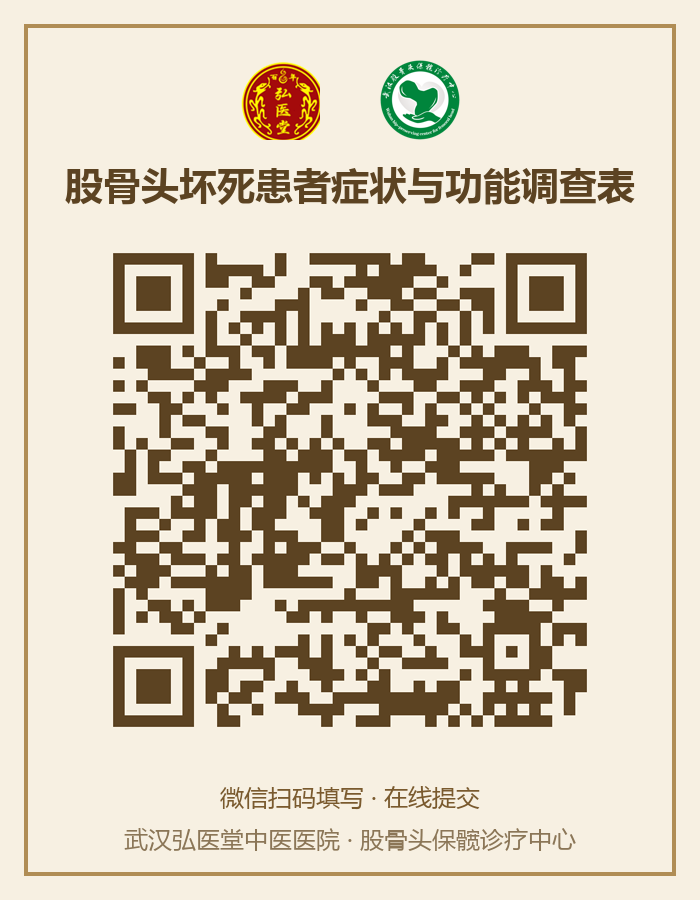 百年
弘医堂
股骨头坏死患者症状与功能调查表
微信扫码填写 · 在线提交
武汉弘医堂中医医院 · 股骨头保髋诊疗中心